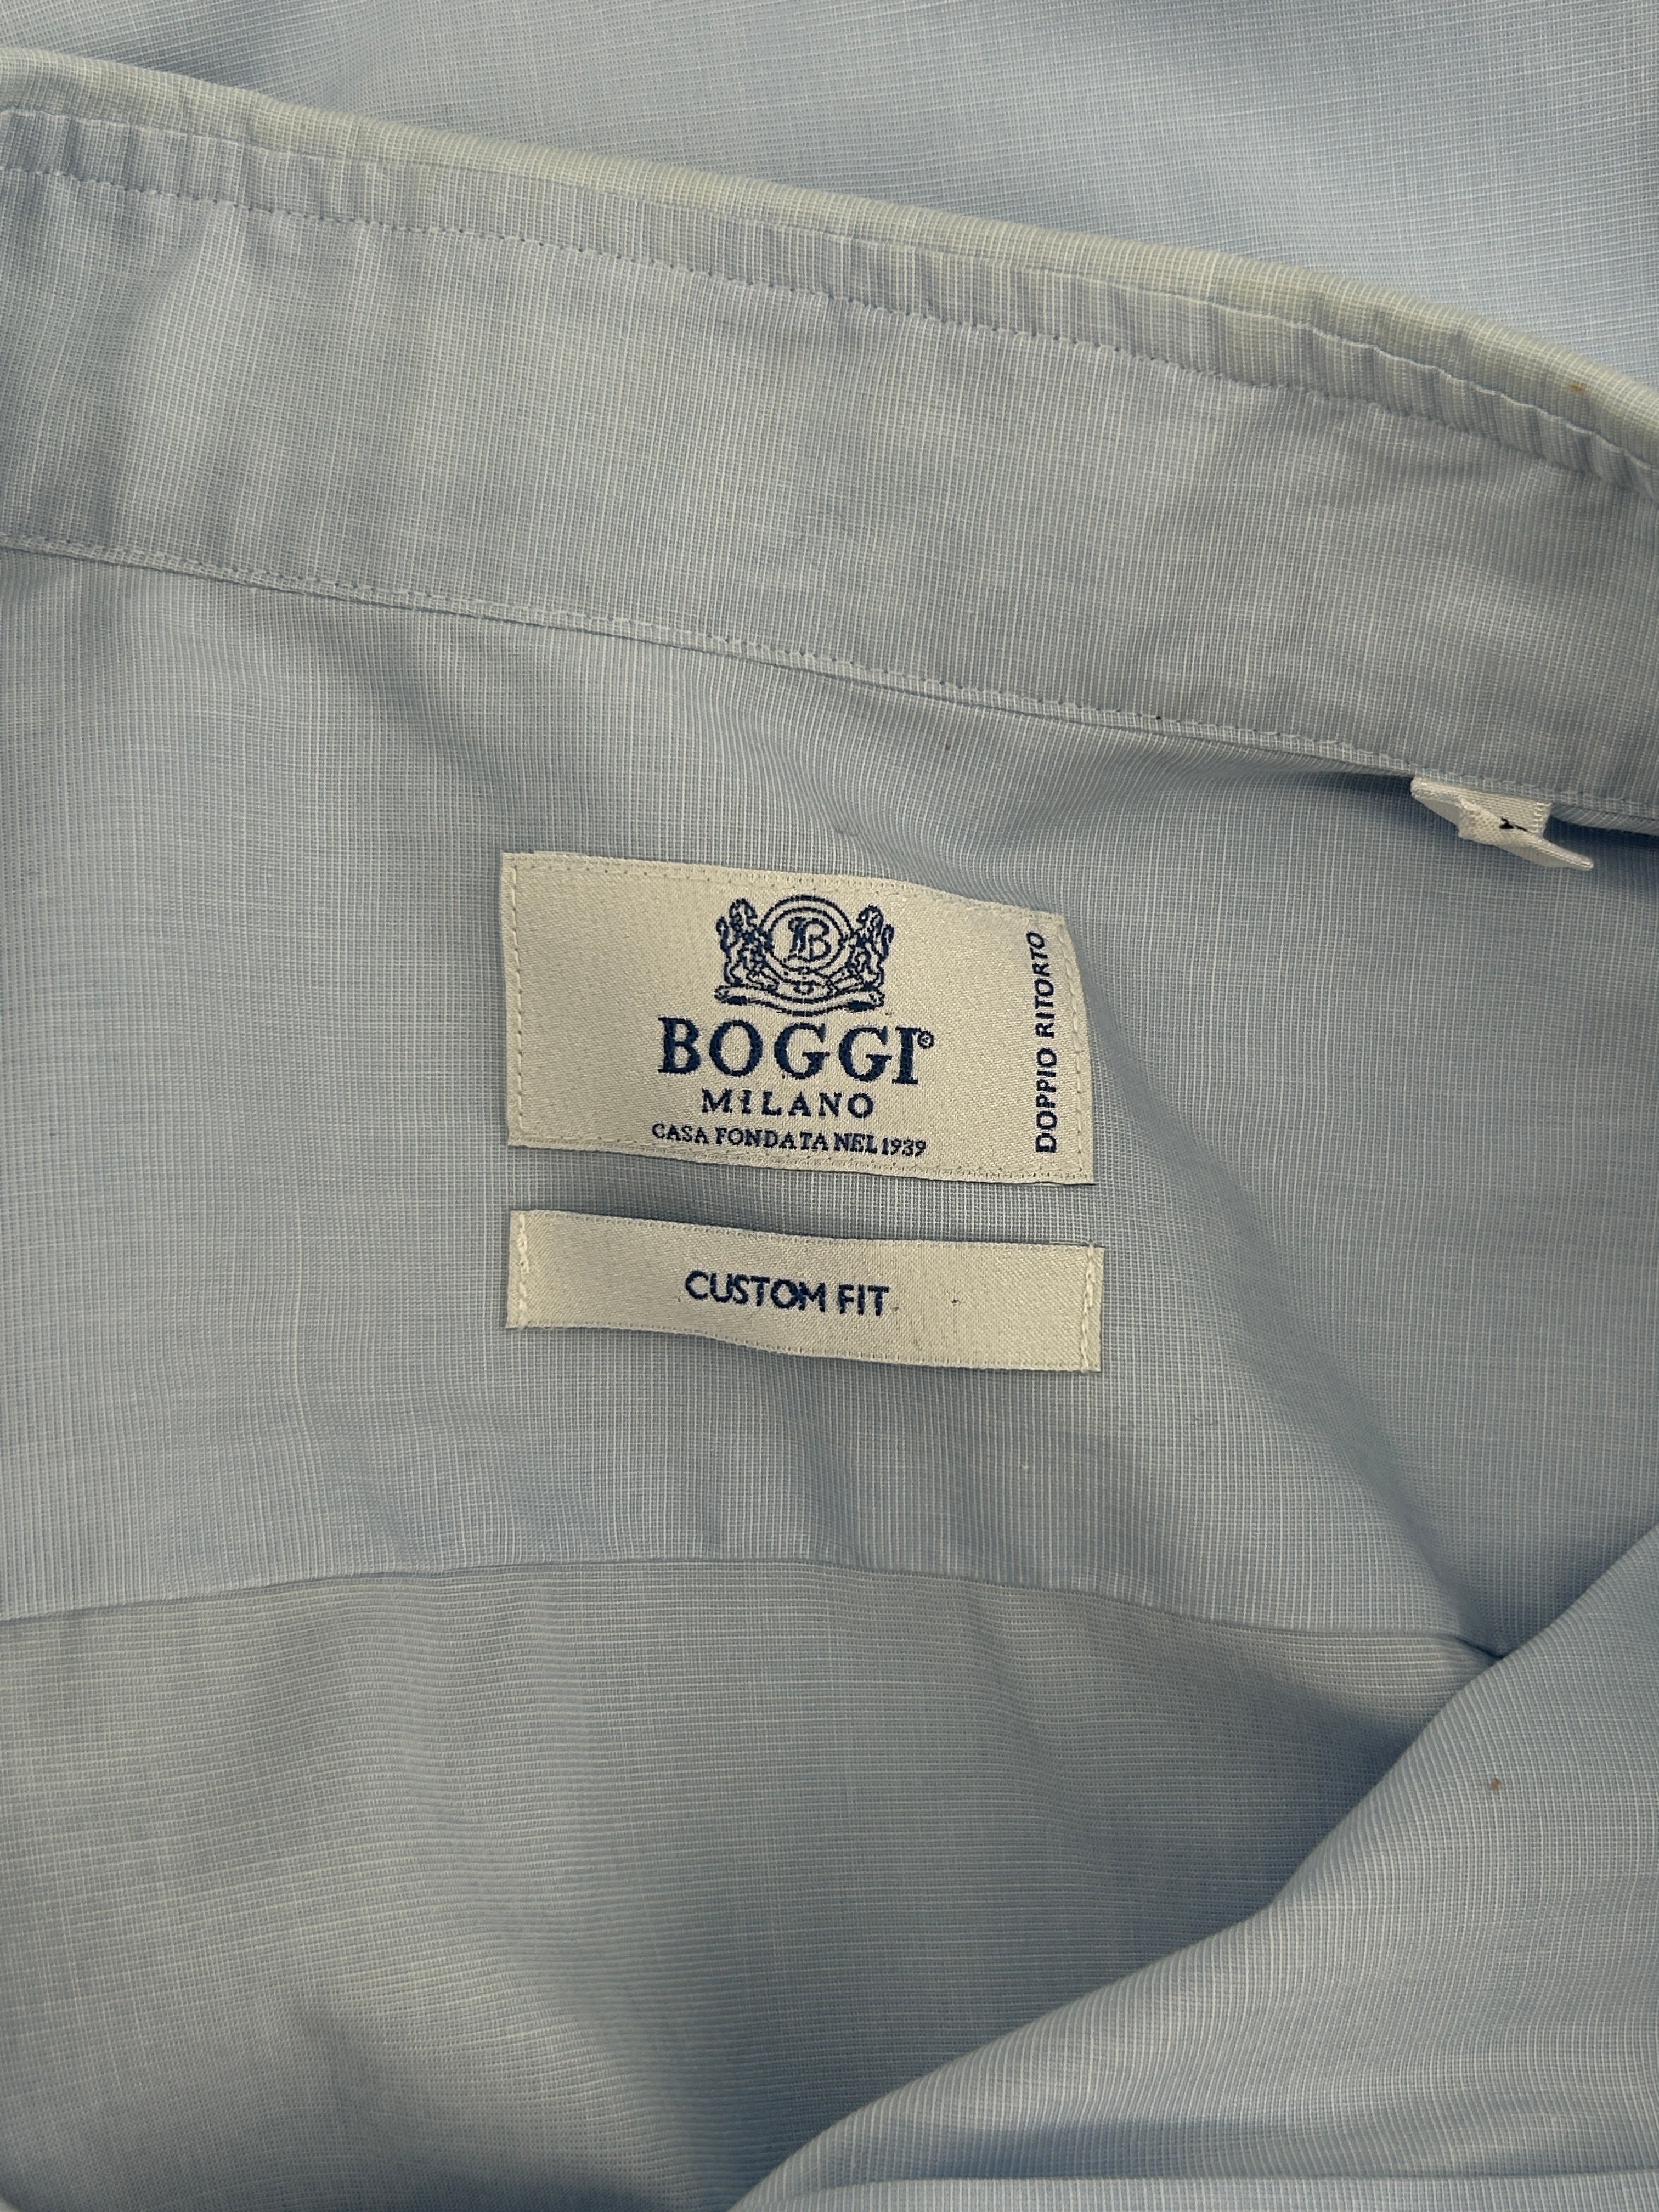 BOGGI®
MILANO
CASA FONDATA NEL 1939
DOPPIO RITORTO
CUSTOM FIT